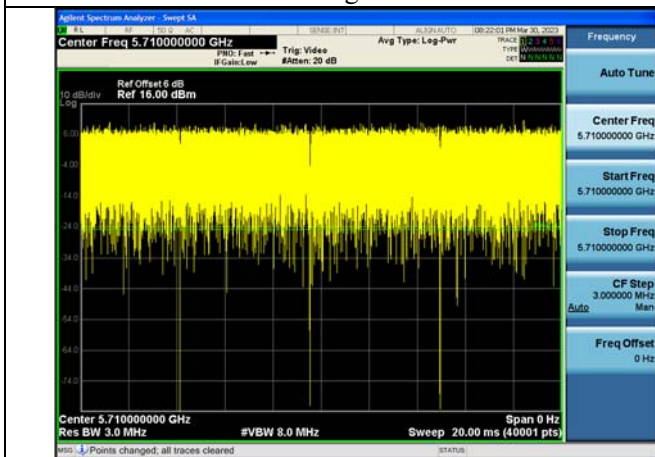 Agilent Spectrum Analyzer - Swept SA
RL RF 50 Ω AC SENSE:INT ALIGN AUTO 08:22:01 PM Mar 30, 2023
Center Freq 5.710000000 GHz
PNO: Fast
IFGain:Low
Trig: Video
#Atten: 20 dB
Avg Type: Log-Pwr
TRACE 1 2 3 4 5 6
TYPE
DET N N N N N N
Ref Offset 6 dB
10 dB/div Ref 16.00 dBm
Log
6.00
-4.00
-14.0
-24.0
-34.0
-44.0
-54.0
-64.0
-74.0
Center 5.710000000 GHz Span 0 Hz
Res BW 3.0 MHz #VBW 8.0 MHz Sweep 20.00 ms (40001 pts)
MSG Points changed; all traces cleared STATUS
Frequency
Auto Tune
Center Freq
5.710000000 GHz
Start Freq
5.710000000 GHz
Stop Freq
5.710000000 GHz
CF Step
3.000000 MHz
Auto Man
Freq Offset
0 Hz